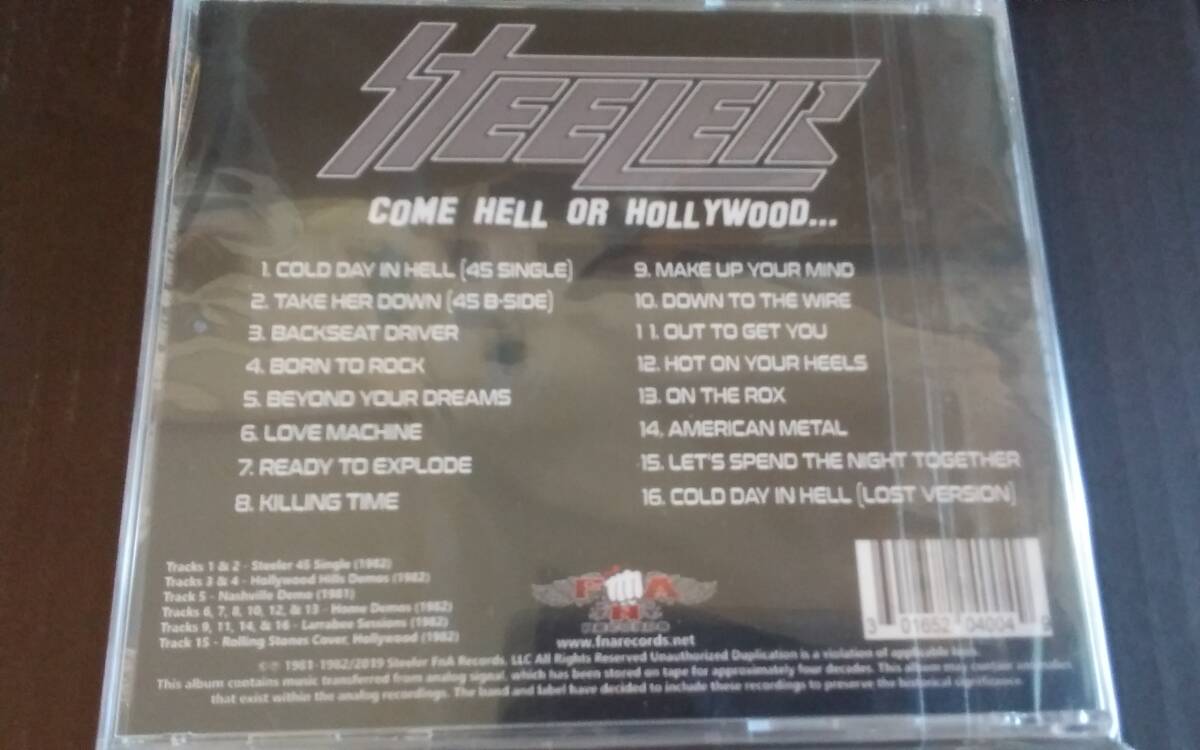 STEELER
COME HELL OR HOLLYWOOD...
1. COLD DAY IN HELL (45 SINGLE)
2. TAKE HER DOWN (45 B-SIDE)
3. BACKSEAT DRIVER
4. BORN TO ROCK
5. BEYOND YOUR DREAMS
6. LOVE MACHINE
7. READY TO EXPLODE
8. KILLING TIME
9. MAKE UP YOUR MIND
10. DOWN TO THE WIRE
11. OUT TO GET YOU
12. HOT ON YOUR HEELS
13. ON THE ROX
14. AMERICAN METAL
15. LET'S SPEND THE NIGHT TOGETHER
16. COLD DAY IN HELL (LOST VERSION)
Tracks 1 & 2 - Steeler 45 Single (1982)
Tracks 3 & 4 - Hollywood Hills Demos (1982)
Track 5 - Nashville Demo (1981)
Tracks 6, 7, 8, 10, 12, & 13 - Home Demos (1982)
Tracks 9, 11, 14, & 16 - Larrabee Sessions (1982)
Track 15 - Rolling Stones Cover, Hollywood (1982)
F N A
RECORDS
www.fnarecords.net
3 01652 04004 5
©℗ 1981-1982/2019 Steeler FnA Records, LLC All Rights Reserved Unauthorized Duplication is a violation of applicable laws.
This album contains music transferred from analog signal, which has been stored on tape for approximately four decades. This album may contain anomalies
that exist within the analog recordings. The band and label have decided to include these recordings to preserve the historical significance.